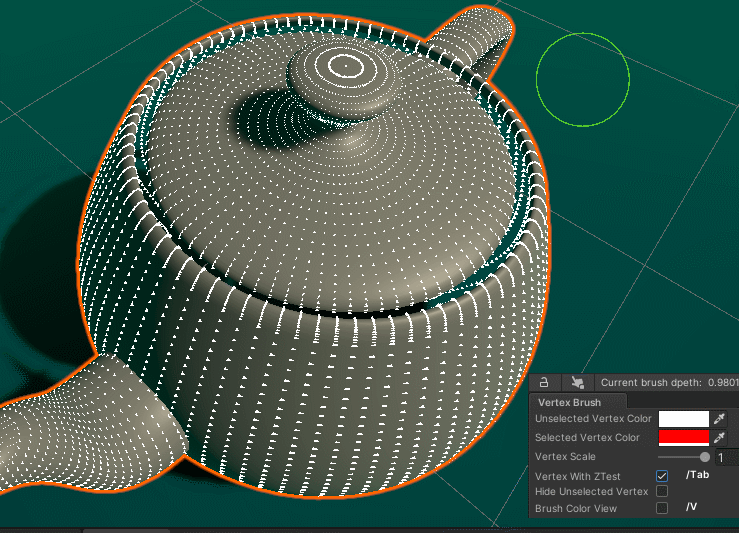 Current brush dpeth: 0.9801
Vertex Brush
Unselected Vertex Color
Selected Vertex Color
Vertex Scale 1
Vertex With ZTest /Tab
Hide Unselected Vertex
Brush Color View /V